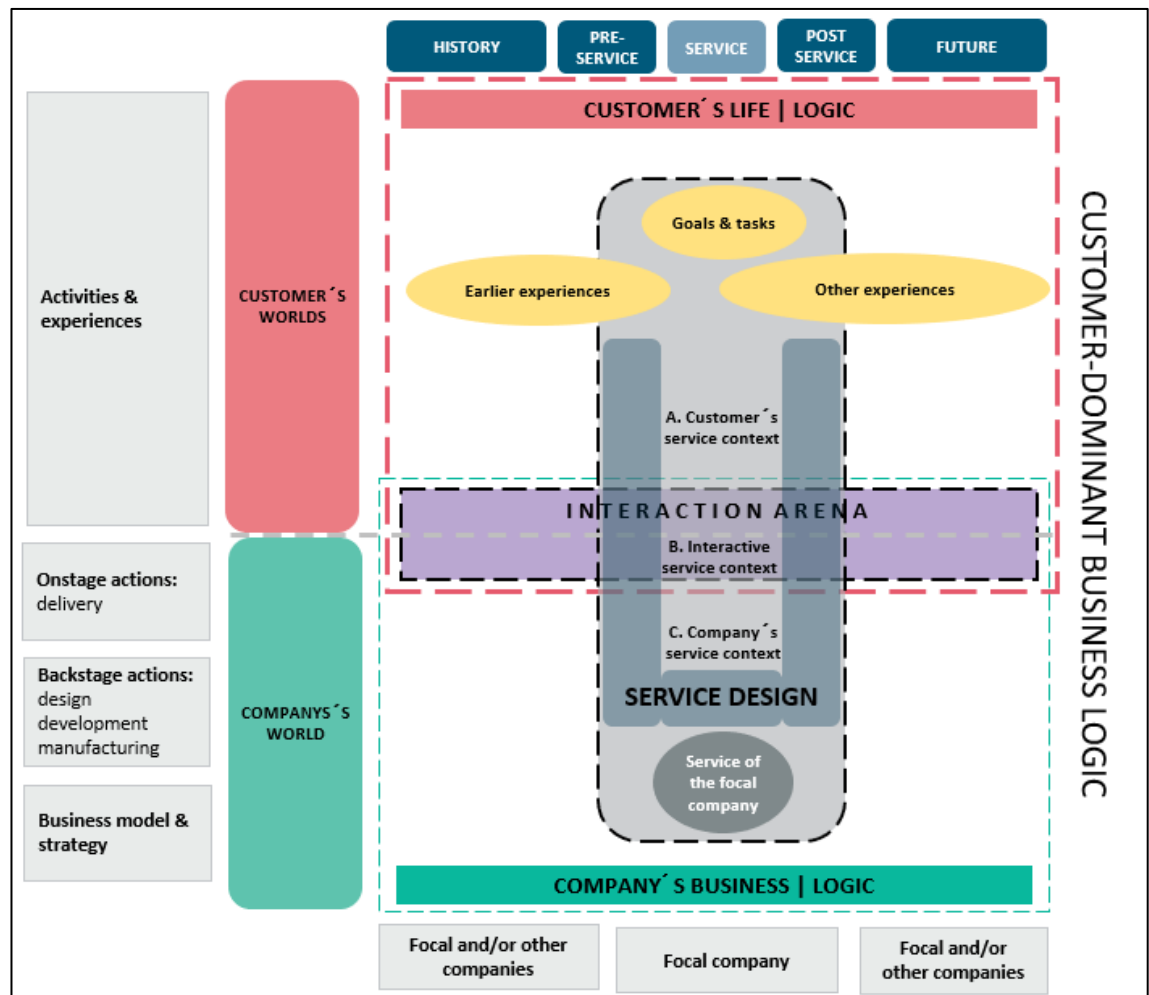 HISTORY
PRE-
SERVICE
SERVICE
POST
SERVICE
FUTURE
CUSTOMER´S LIFE | LOGIC
Goals & tasks
Earlier experiences
Other experiences
Activities &
experiences
CUSTOMER´S
WORLDS
A. Customer´s
service context
INTERACTION ARENA
B. Interactive
service context
Onstage actions:
delivery
C. Company´s
service context
Backstage actions:
design
development
manufacturing
COMPANYS´S
WORLD
SERVICE DESIGN
Service of
the focal
company
Business model &
strategy
COMPANY´S BUSINESS | LOGIC
Focal and/or other
companies
Focal company
Focal and/or
other companies
CUSTOMER-DOMINANT BUSINESS LOGIC